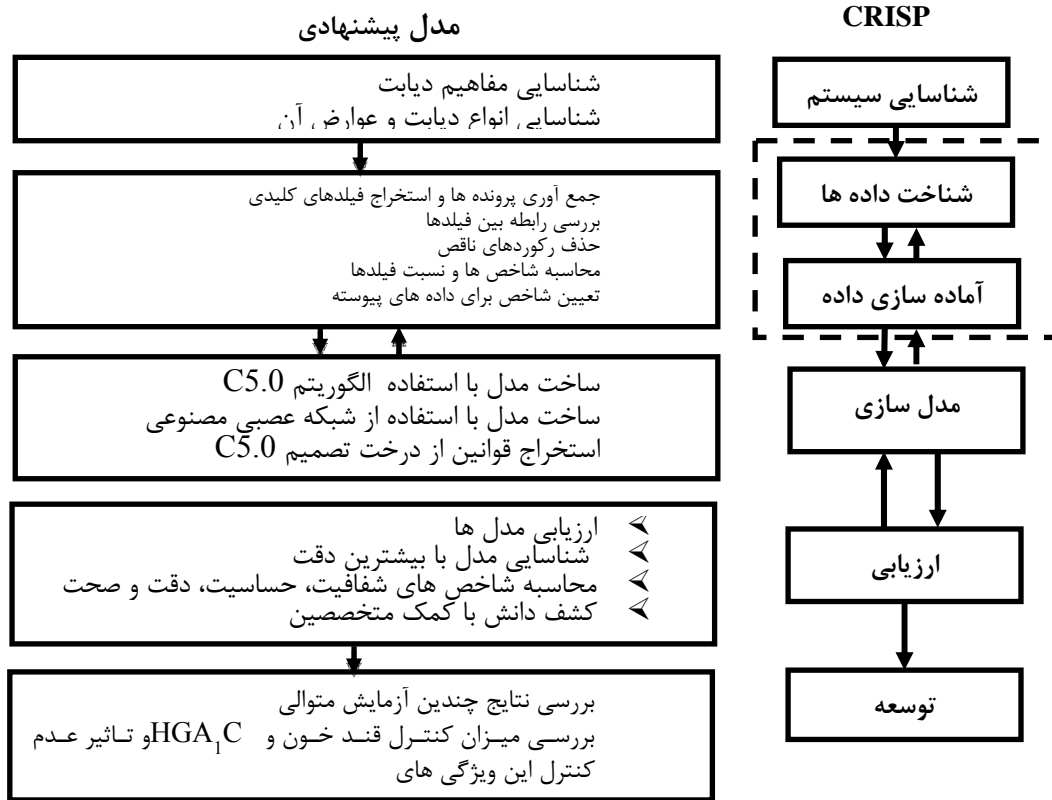 CRISP
شناسایی سیستم
شناخت داده ها
آماده سازی داده
مدل سازی
ارزیابی
توسعه
مدل پیشنهادی
شناسایی مفاهیم دیابت
شناسایی انواع دیابت و عوارض آن
جمع آوری پرونده ها و استخراج فیلدهای کلیدی
بررسی رابطه بین فیلدها
حذف رکوردهای ناقص
محاسبه شاخص ها و نسبت فیلدها
تعیین شاخص برای داده های پیوسته
ساخت مدل با استفاده الگوریتم C5.0
ساخت مدل با استفاده از شبکه عصبی مصنوعی
استخراج قوانین از درخت تصمیم C5.0
ارزیابی مدل ها
شناسایی مدل با بیشترین دقت
محاسبه شاخص های شفافیت، حساسیت، دقت و صحت
کشف دانش با کمک متخصصین
بررسی نتایج چندین آزمایش متوالی
بررسی میزان کنترل قند خون و HGA₁C و تاثیر عدم
کنترل این ویژگی های